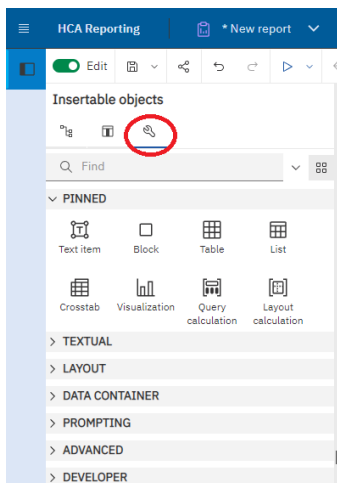 HCA Reporting
* New report
Edit
Insertable objects
Find
PINNED
Text item
Block
Table
List
Crosstab
Visualization
Query calculation
Layout calculation
TEXTUAL
LAYOUT
DATA CONTAINER
PROMPTING
ADVANCED
DEVELOPER